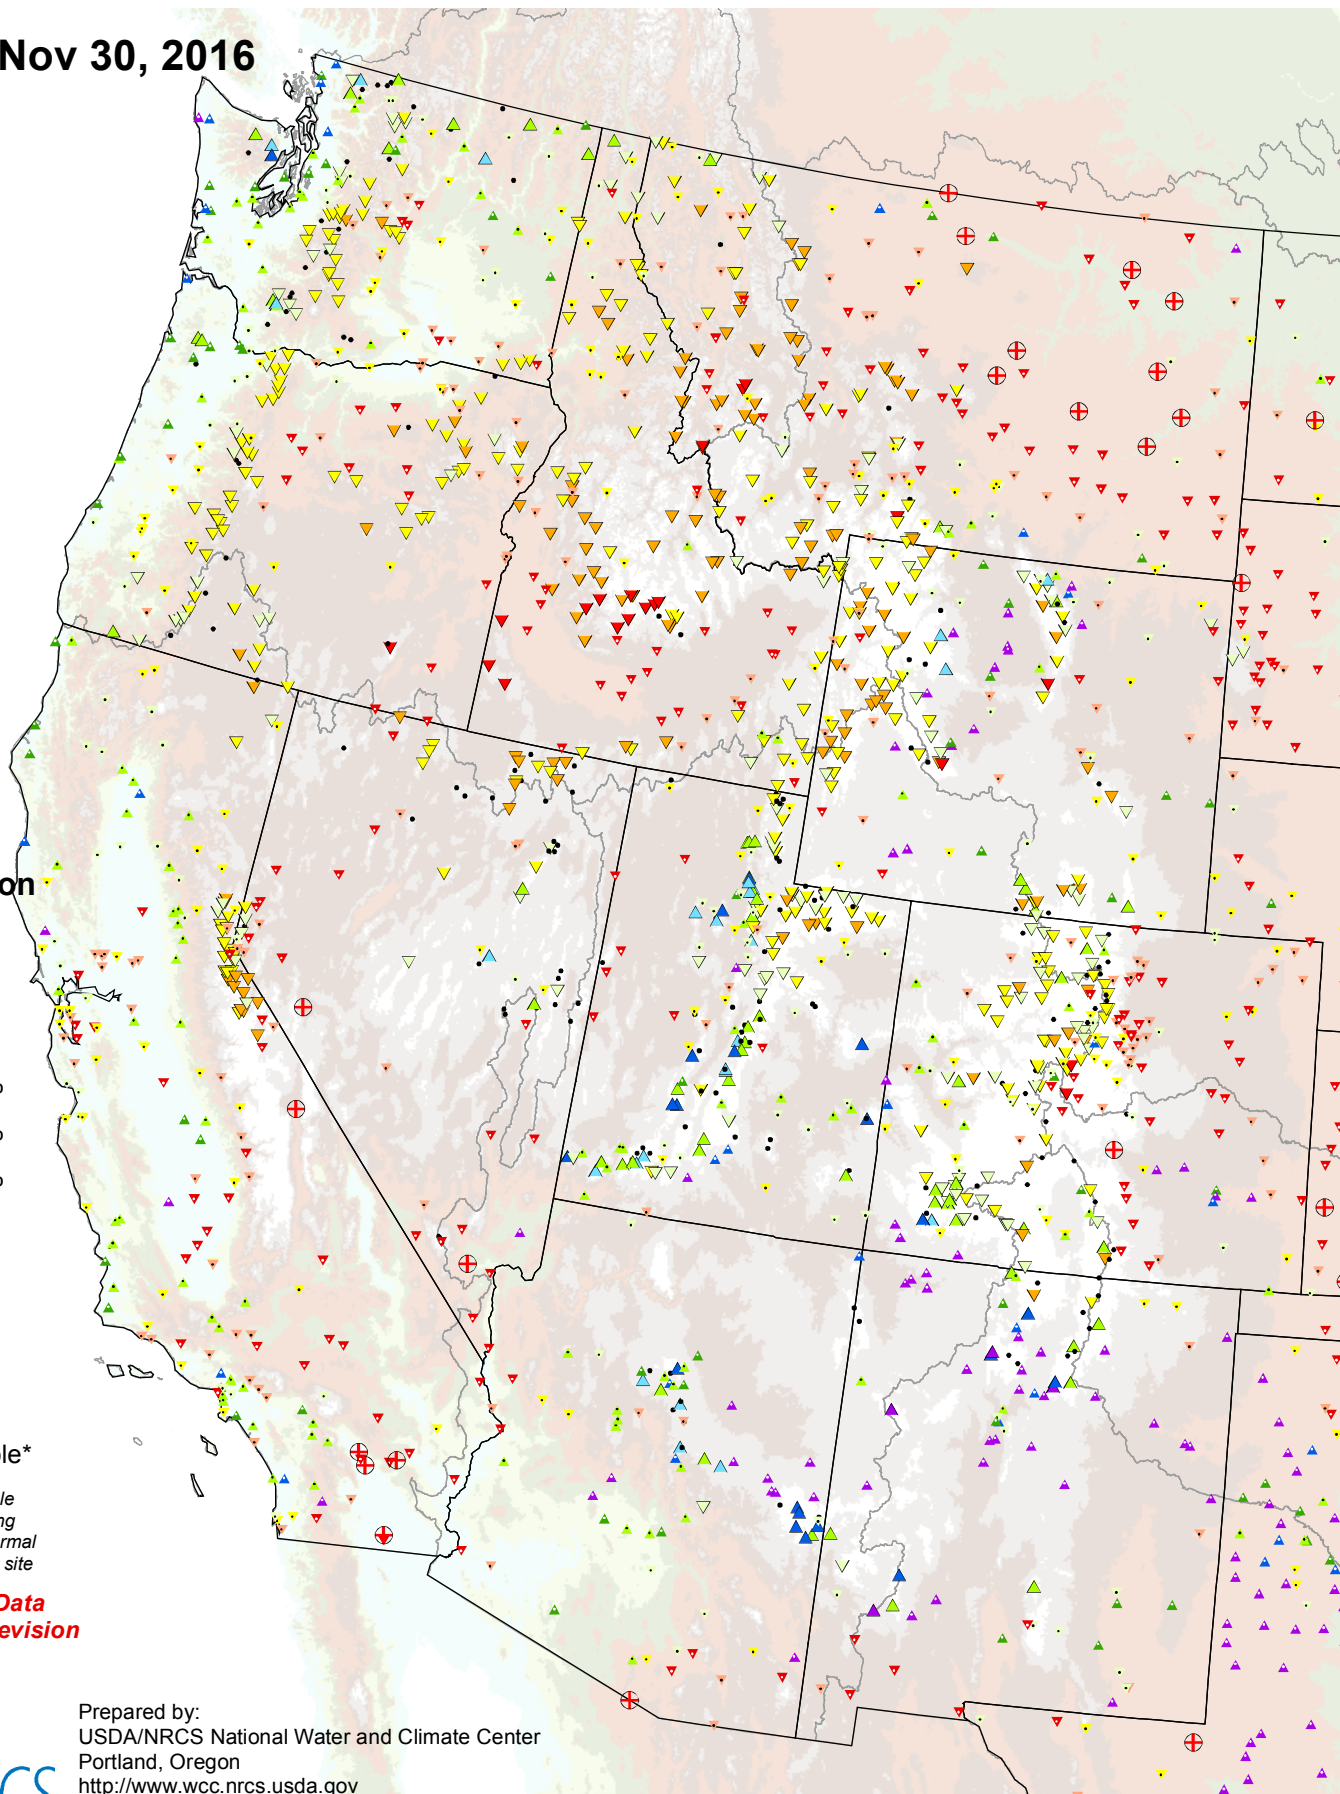 Nov 30, 2016
on
le*
le
ng
rmal
site
Data
evision
Prepared by:
USDA/NRCS National Water and Climate Center
Portland, Oregon
http://www.wcc.nrcs.usda.gov
CS